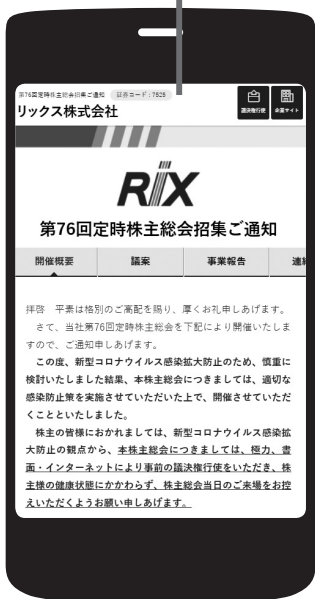 第76回定時株主総会招集ご通知 証券コード：7525
リックス株式会社
議決権行使 企業サイト
RIX
第76回定時株主総会招集ご通知
開催概要 議案 事業報告 連
拝啓　平素は格別のご高配を賜り、厚くお礼申しあげます。
さて、当社第76回定時株主総会を下記により開催いたしま
すので、ご通知申しあげます。
この度、新型コロナウイルス感染拡大防止のため、慎重に
検討いたしました結果、本株主総会につきましては、適切な
感染防止策を実施させていただいた上で、開催させていただ
くことといたしました。
株主の皆様におかれましては、新型コロナウイルス感染拡
大防止の観点から、本株主総会につきましては、極力、書
面・インターネットにより事前の議決権行使をいただき、株
主様の健康状態にかかわらず、株主総会当日のご来場をお控
えいただくようお願い申しあげます。